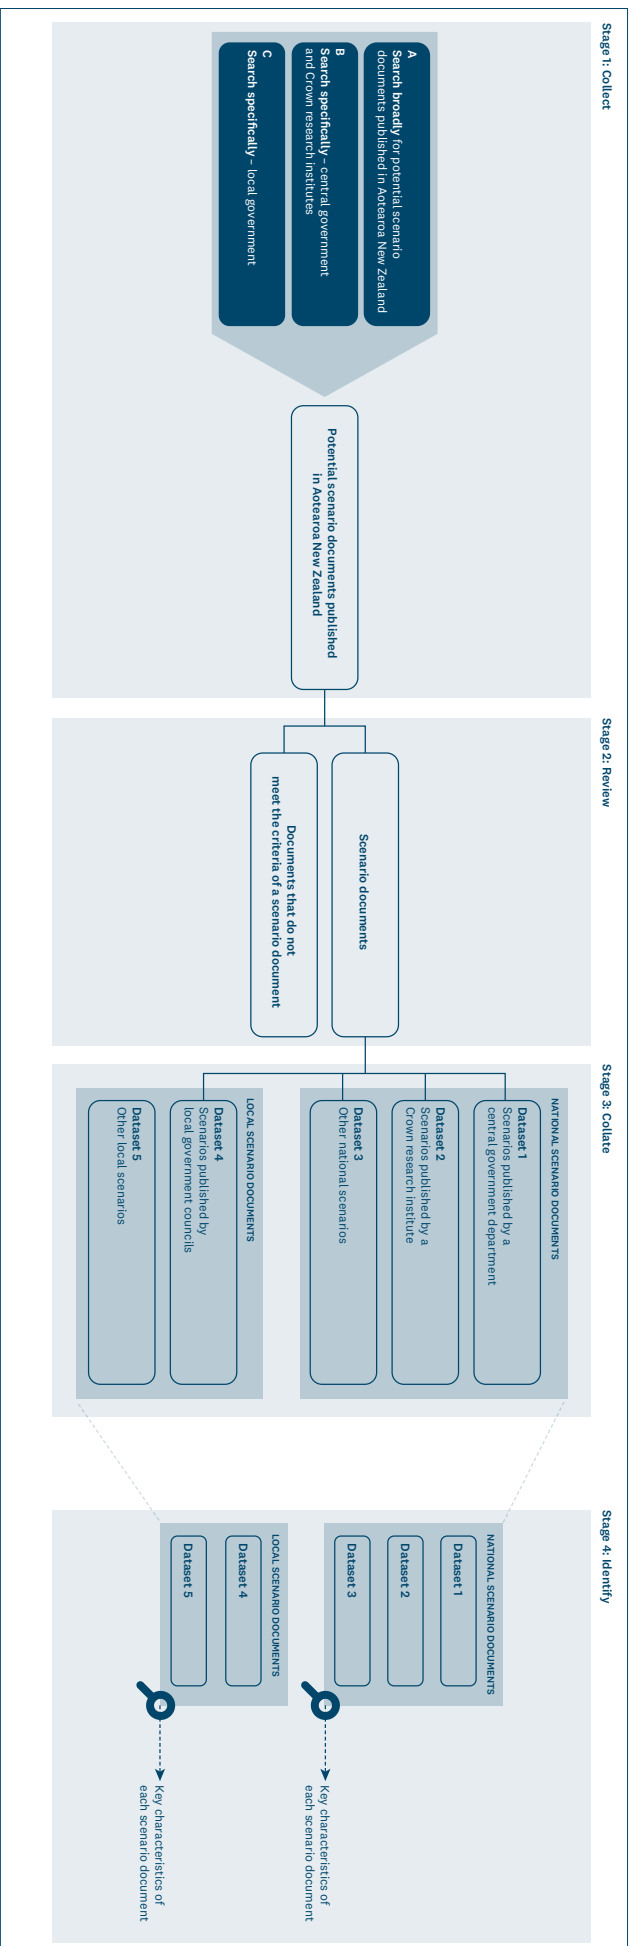 Stage 1: Collect
A
Search broadly for potential scenario
documents published in Aotearoa New Zealand
B
Search specifically – central government
and Crown research institutes
C
Search specifically – local government
Potential scenario documents published
in Aotearoa New Zealand
Stage 2: Review
Scenario documents
Documents that do not
meet the criteria of a scenario document
Stage 3: Collate
NATIONAL SCENARIO DOCUMENTS
Dataset 1
Scenarios published by a
central government department
Dataset 2
Scenarios published by a
Crown research institute
Dataset 3
Other national scenarios
LOCAL SCENARIO DOCUMENTS
Dataset 4
Scenarios published by
local government councils
Dataset 5
Other local scenarios
Stage 4: Identify
NATIONAL SCENARIO DOCUMENTS
Dataset 1
Dataset 2
Dataset 3
Key characteristics of
each scenario document
LOCAL SCENARIO DOCUMENTS
Dataset 4
Dataset 5
Key characteristics of
each scenario document